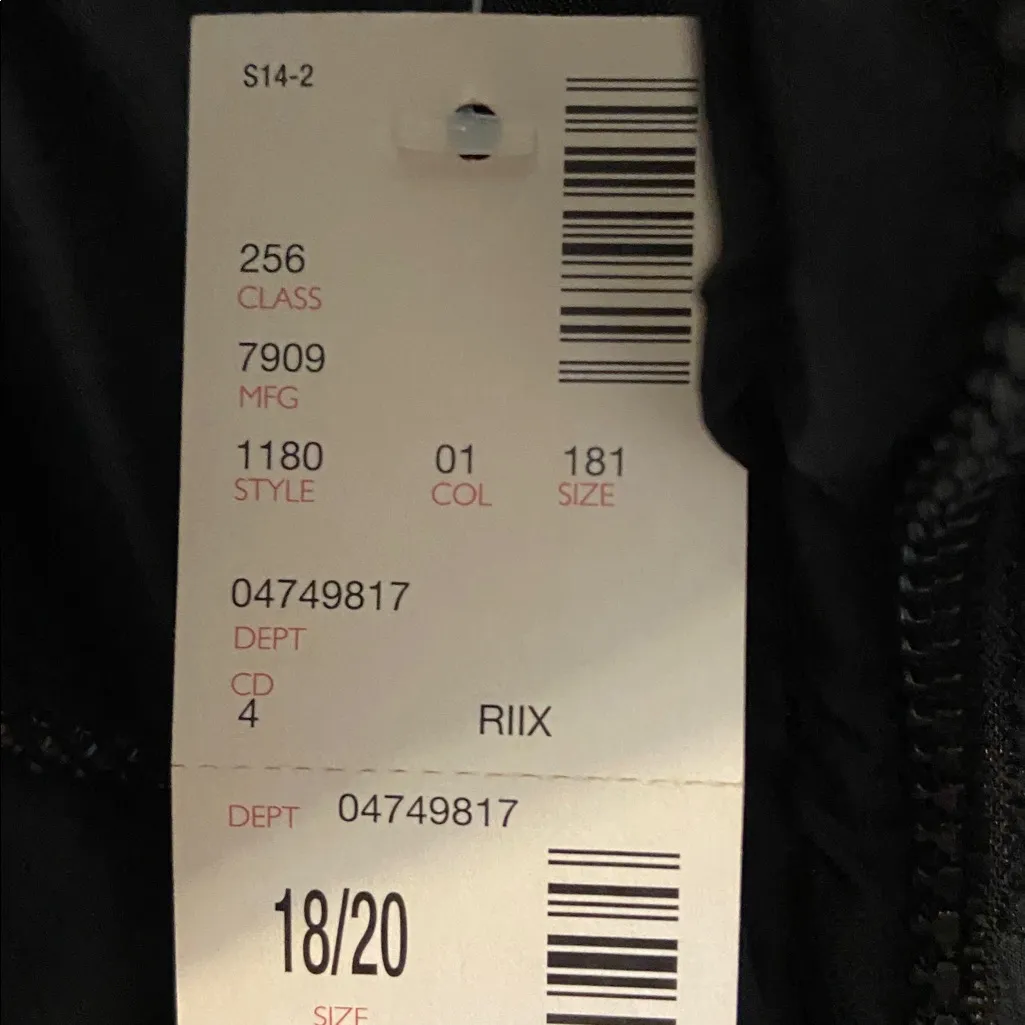 S14-2
256
CLASS
7909
MFG
1180 01 181
STYLE COL SIZE
04749817
DEPT
CD
4 RIIX
DEPT 04749817
18/20
SIZE